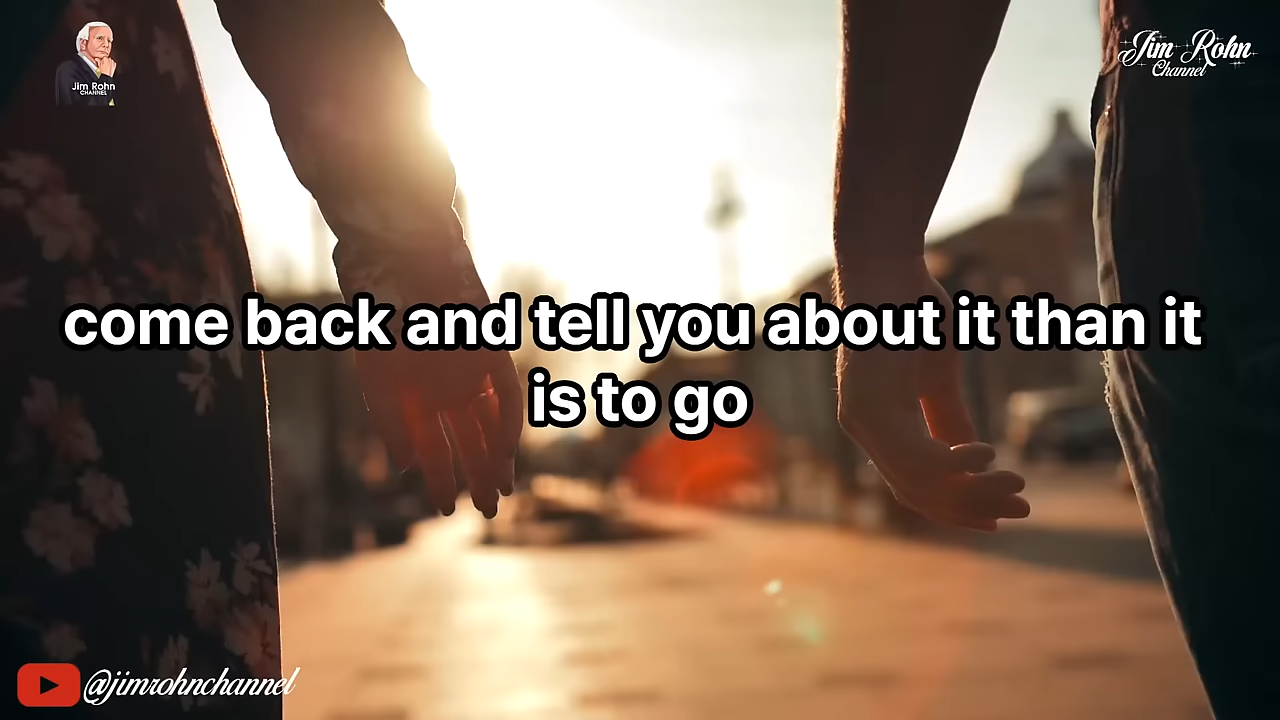 Jim Rohn
CHANNEL
Jim Rohn
Channel
come back and tell you about it than it
is to go
@jimrohnchannel